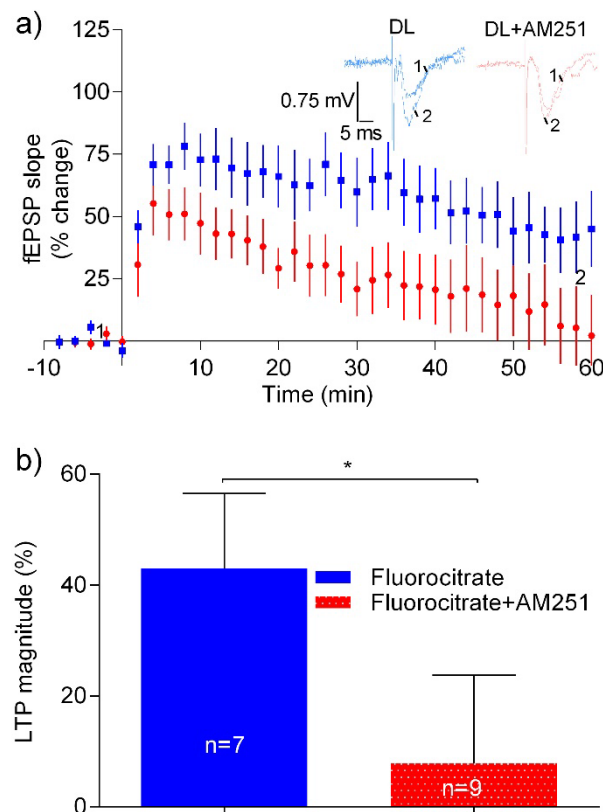 a)
125
100
75
50
25
-10
10
20
30
40
50
60
fEPSP slope
(% change)
Time (min)
DL
DL+AM251
1
2
1
2
0.75 mV
5 ms
1
2
b)
60
40
20
0
LTP magnitude (%)
*
Fluorocitrate
Fluorocitrate+AM251
n=7
n=9